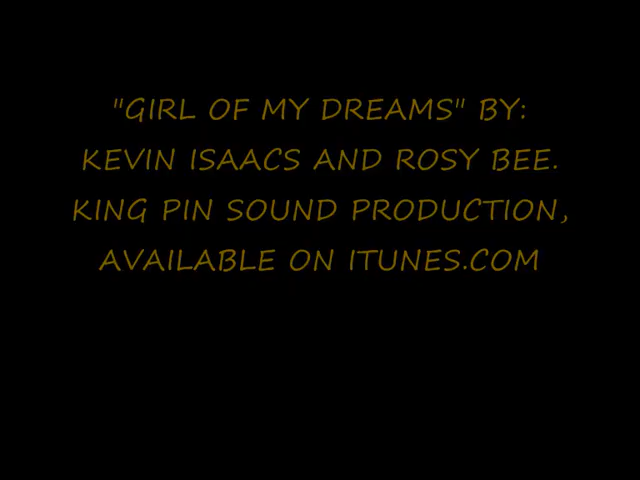 "GIRL OF MY DREAMS" BY:
KEVIN ISAACS AND ROSY BEE.
KING PIN SOUND PRODUCTION,
AVAILABLE ON ITUNES.COM